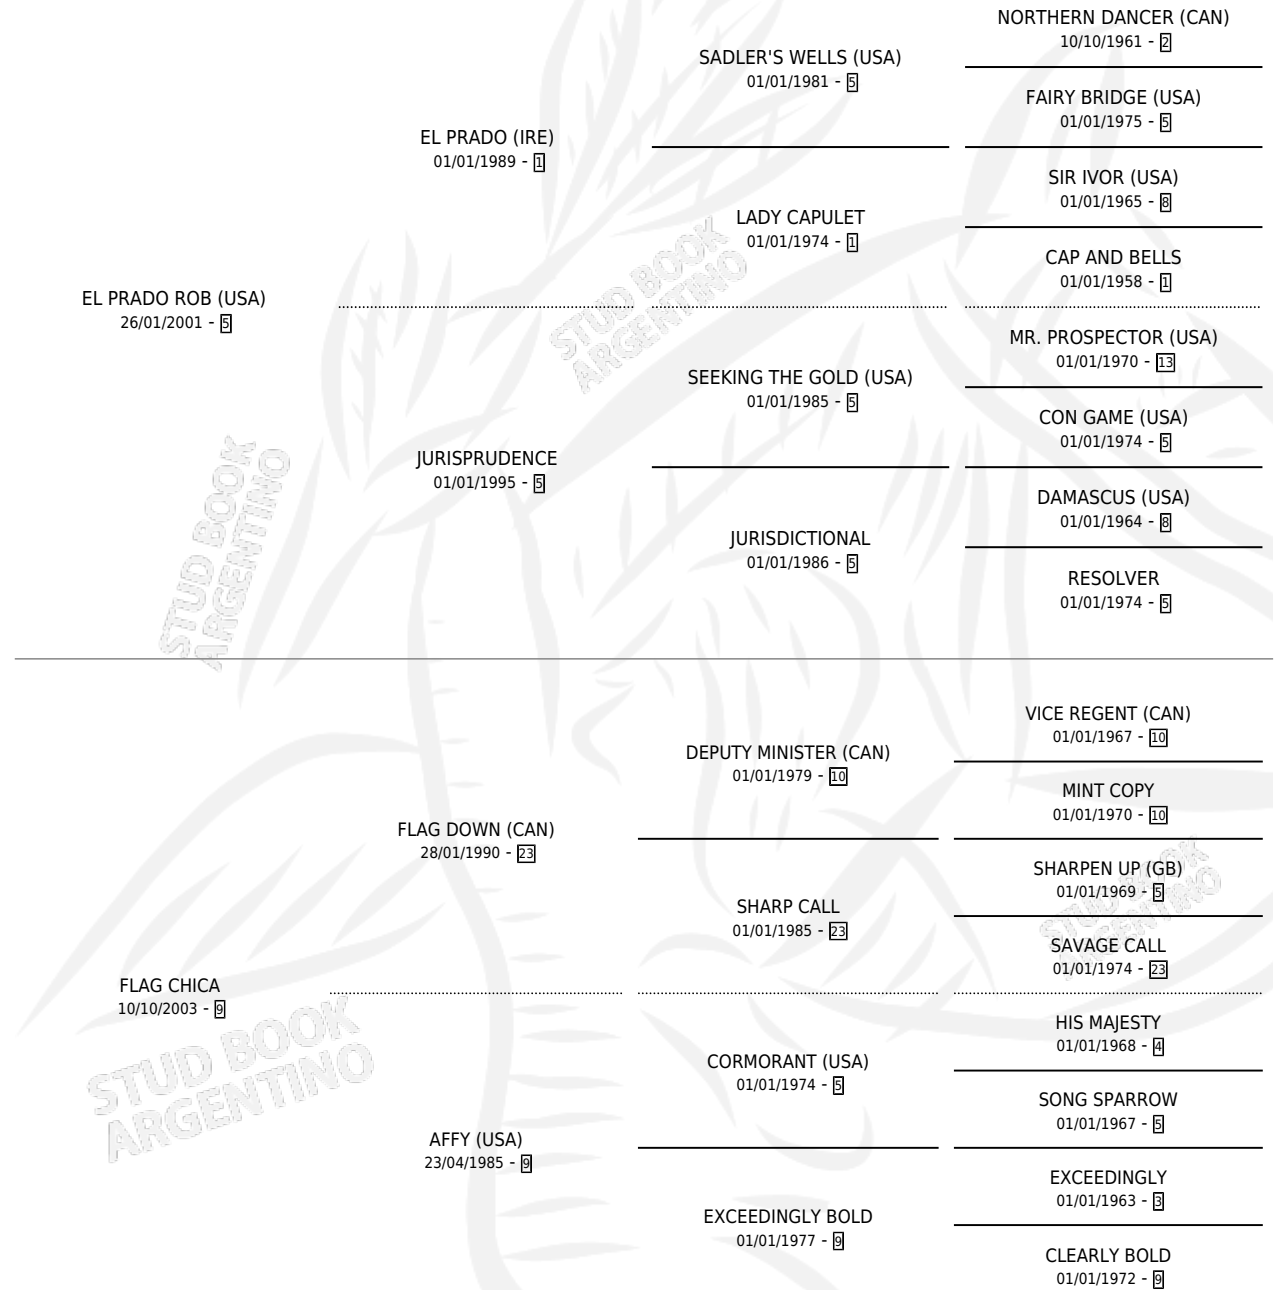 NORTHERN DANCER (CAN)
10/10/1961 - 2
SADLER'S WELLS (USA)
01/01/1981 - 5
FAIRY BRIDGE (USA)
01/01/1975 - 5
EL PRADO (IRE)
01/01/1989 - 1
SIR IVOR (USA)
01/01/1965 - 8
LADY CAPULET
01/01/1974 - 1
CAP AND BELLS
01/01/1958 - 1
EL PRADO ROB (USA)
26/01/2001 - 5
STUD BOOK
ARGENTINO
MR. PROSPECTOR (USA)
01/01/1970 - 13
SEEKING THE GOLD (USA)
01/01/1985 - 5
CON GAME (USA)
01/01/1974 - 5
JURISPRUDENCE
01/01/1995 - 5
DAMASCUS (USA)
01/01/1964 - 8
JURISDICTIONAL
01/01/1986 - 5
RESOLVER
01/01/1974 - 5
STUD BOOK
ARGENTINO
VICE REGENT (CAN)
01/01/1967 - 10
DEPUTY MINISTER (CAN)
01/01/1979 - 10
MINT COPY
01/01/1970 - 10
FLAG DOWN (CAN)
28/01/1990 - 23
SHARPEN UP (GB)
01/01/1969 - 5
SHARP CALL
01/01/1985 - 23
SAVAGE CALL
01/01/1974 - 23
STUD BOOK
ARGENTINO
FLAG CHICA
10/10/2003 - 9
HIS MAJESTY
01/01/1968 - 4
CORMORANT (USA)
01/01/1974 - 5
SONG SPARROW
01/01/1967 - 5
STUD BOOK
ARGENTINO
AFFY (USA)
23/04/1985 - 9
EXCEEDINGLY
01/01/1963 - 3
EXCEEDINGLY BOLD
01/01/1977 - 9
CLEARLY BOLD
01/01/1972 - 9